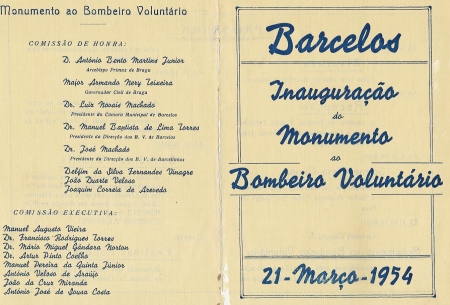 Monumento ao Bombeiro Voluntário
COMISSÃO DE HONRA:
D. António Bento Martins Junior
Arcebispo Primaz de Braga
Major Armando Nery Teixeira
Governador Civil de Braga
Dr. Luiz Novais Machado
Presidente da Câmara Municipal de Barcelos
Dr. Manuel Baptista de Lima Torres
Presidente da Direcção dos B. V. de Barcelos
Dr. José Machado
Presidente da Direcção dos B. V. de Barcelinhos
Delfim da Silva Fernandes Vinagre
João Duarte Veloso
Joaquim Correia de Azevedo
COMISSÃO EXECUTIVA:
Manuel Augusto Vieira
Dr. Francisco Rodrigues Torres
Dr. Mário Miguel Gândara Norton
Dr. Artur Pinto Coelho
Manuel Pereira da Quinta Júnior
António Veloso de Araújo
João da Cruz Miranda
António José de Sousa Costa
Barcelos
Inauguração
do
Monumento
ao
Bombeiro Voluntário
21-Março-1954